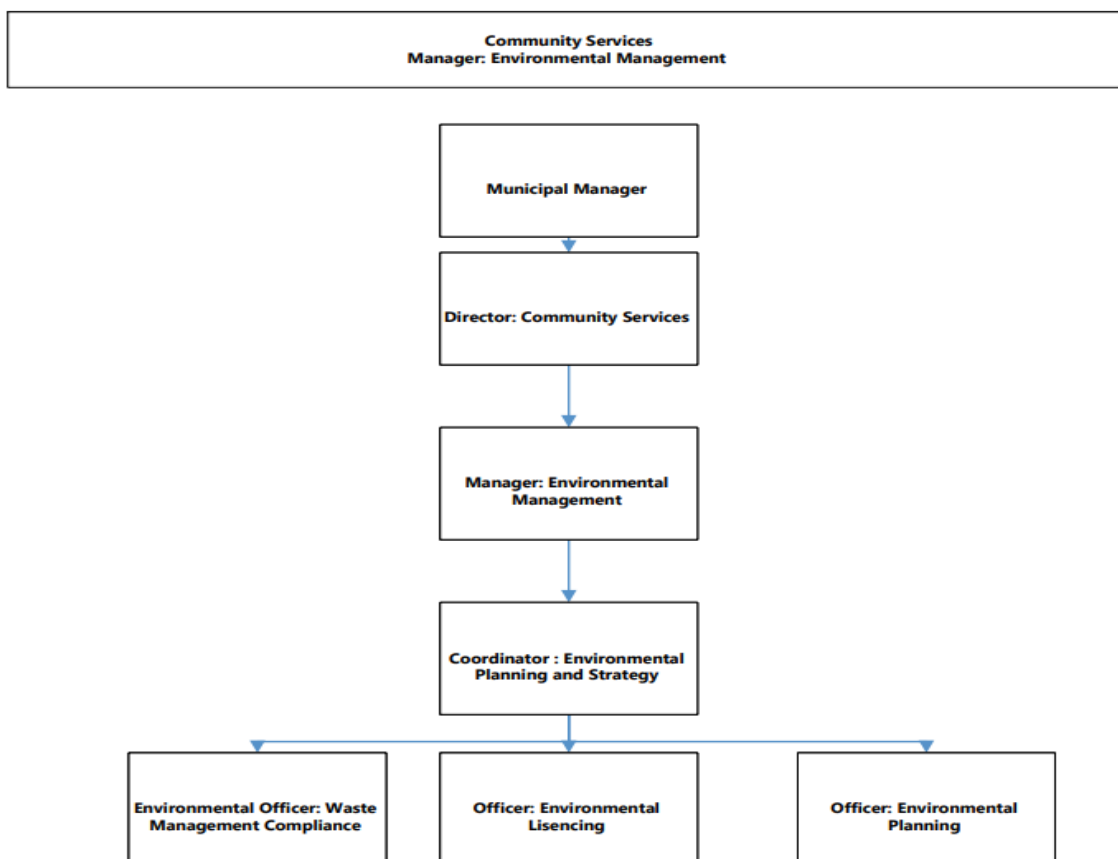 Community Services
Manager: Environmental Management
Municipal Manager
Director: Community Services
Manager: Environmental
Management
Coordinator : Environmental
Planning and Strategy
Environmental Officer: Waste
Management Compliance
Officer: Environmental
Lisencing
Officer: Environmental
Planning